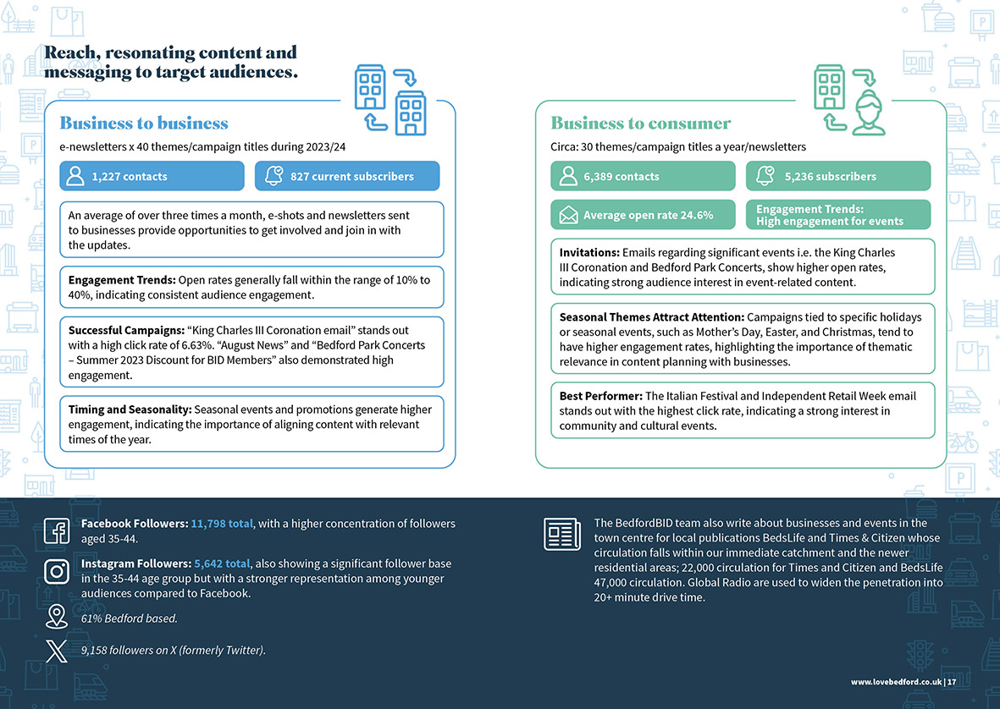 Reach, resonating content and
messaging to target audiences.
Business to business
e-newsletters x 40 themes/campaign titles during 2023/24
1,227 contacts
827 current subscribers
An average of over three times a month, e-shots and newsletters sent
to businesses provide opportunities to get involved and join in with
the updates.
Engagement Trends: Open rates generally fall within the range of 10% to
40%, indicating consistent audience engagement.
Successful Campaigns: “King Charles III Coronation email” stands out
with a high click rate of 6.63%. “August News” and “Bedford Park Concerts
– Summer 2023 Discount for BID Members” also demonstrated high
engagement.
Timing and Seasonality: Seasonal events and promotions generate higher
engagement, indicating the importance of aligning content with relevant
times of the year.
Business to consumer
Circa: 30 themes/campaign titles a year/newsletters
6,389 contacts
5,236 subscribers
Average open rate 24.6%
Engagement Trends:
High engagement for events
Invitations: Emails regarding significant events i.e. the King Charles
III Coronation and Bedford Park Concerts, show higher open rates,
indicating strong audience interest in event-related content.
Seasonal Themes Attract Attention: Campaigns tied to specific holidays
or seasonal events, such as Mother’s Day, Easter, and Christmas, tend to
have higher engagement rates, highlighting the importance of thematic
relevance in content planning with businesses.
Best Performer: The Italian Festival and Independent Retail Week email
stands out with the highest click rate, indicating a strong interest in
community and cultural events.
Facebook Followers: 11,798 total, with a higher concentration of followers
aged 35-44.
Instagram Followers: 5,642 total, also showing a significant follower base
in the 35-44 age group but with a stronger representation among younger
audiences compared to Facebook.
61% Bedford based.
9,158 followers on X (formerly Twitter).
The BedfordBID team also write about businesses and events in the
town centre for local publications BedsLife and Times & Citizen whose
circulation falls within our immediate catchment and the newer
residential areas; 22,000 circulation for Times and Citizen and BedsLife
47,000 circulation. Global Radio are used to widen the penetration into
20+ minute drive time.
www.lovebedford.co.uk | 17
P
P
P